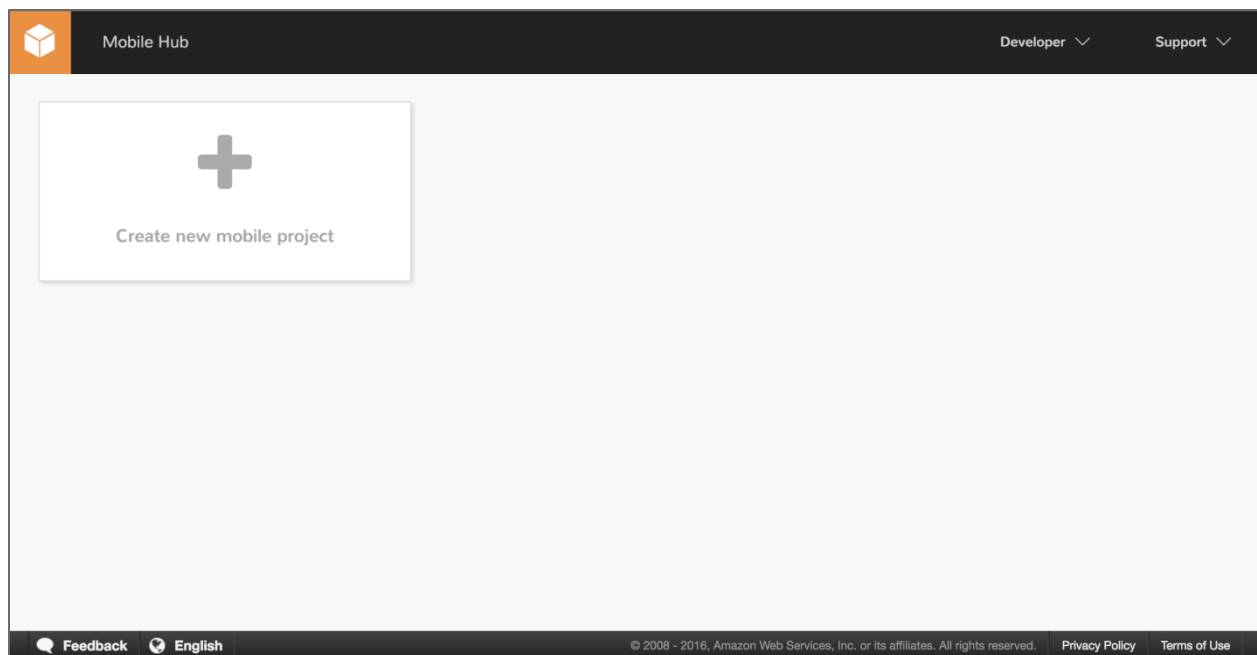 Mobile Hub Developer Support
Create new mobile project
Feedback English © 2008 - 2016, Amazon Web Services, Inc. or its affiliates. All rights reserved. Privacy Policy Terms of Use